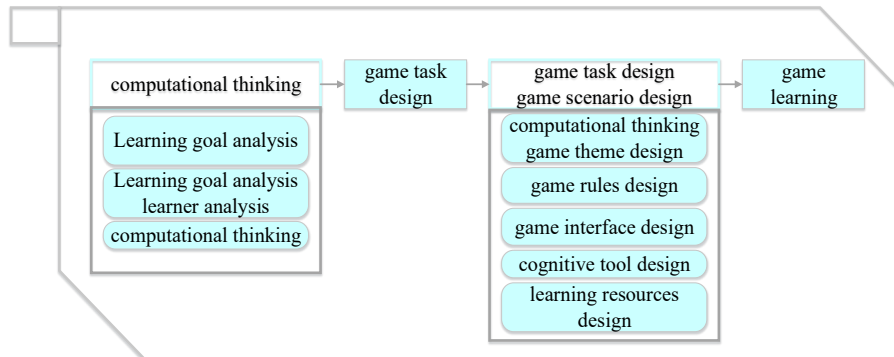 computational thinking
game task
design
game task design
game scenario design
game
learning
Learning goal analysis
Learning goal analysis
learner analysis
computational thinking
computational thinking
game theme design
game rules design
game interface design
cognitive tool design
learning resources
design